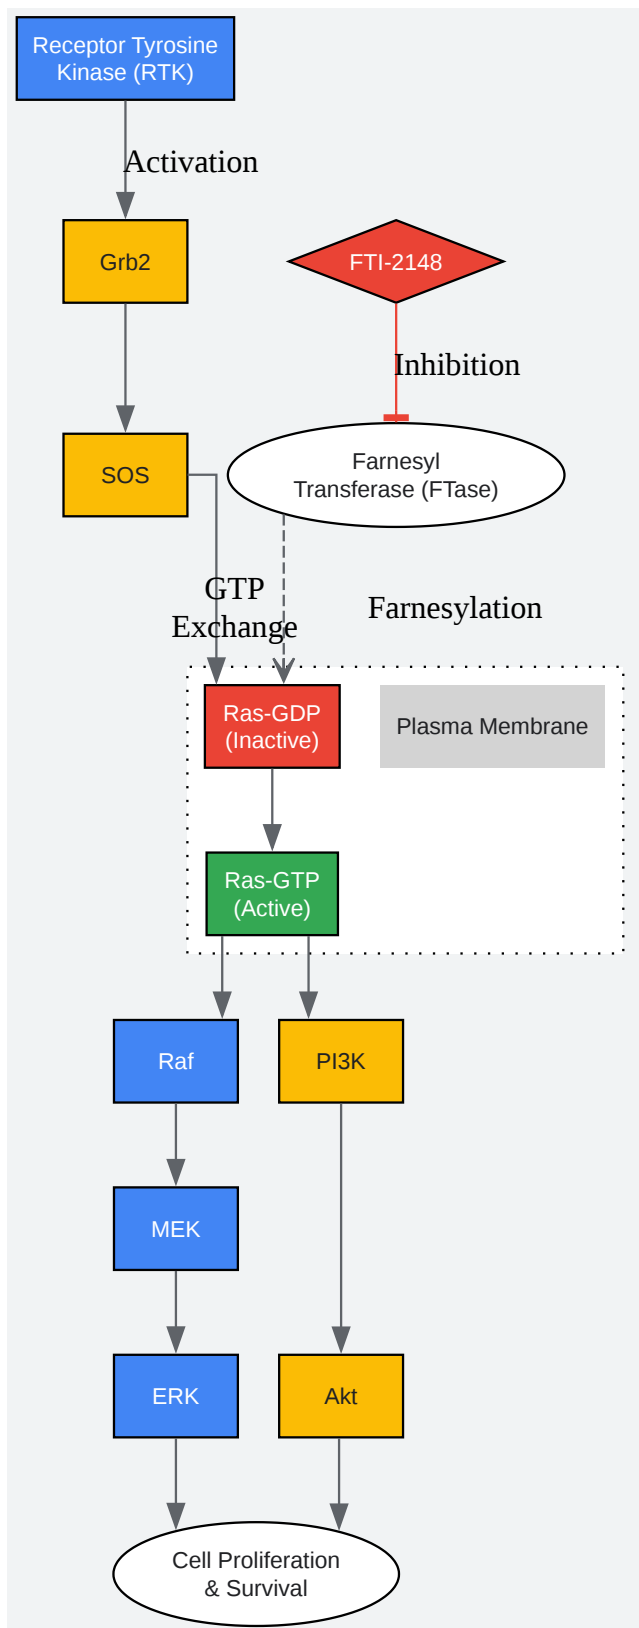 Receptor Tyrosine
Kinase (RTK)
Activation
Grb2
FTI-2148
Inhibition
SOS
Farnesyl
Transferase (FTase)
GTP
Exchange
Farnesylation
Ras-GDP
(Inactive)
Plasma Membrane
Ras-GTP
(Active)
Raf
PI3K
MEK
ERK
Akt
Cell Proliferation
& Survival